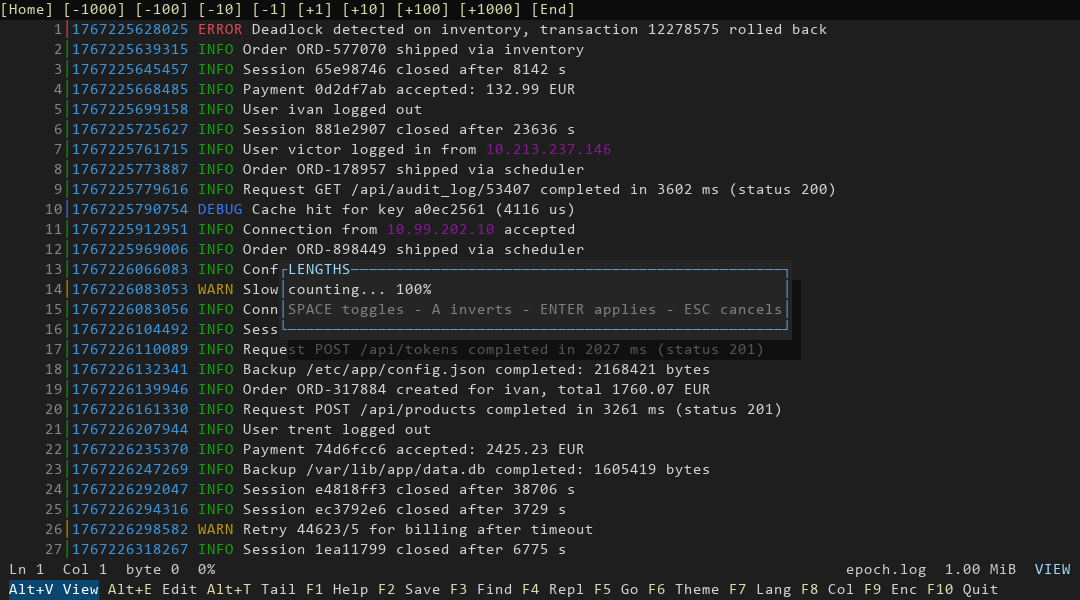 [Home] [-1000] [-100] [-10] [-1] [+1] [+10] [+100] [+1000] [End]
1 1767225628025 ERROR Deadlock detected on inventory, transaction 12278575 rolled back
2 1767225639315 INFO Order ORD-577070 shipped via inventory
3 1767225645457 INFO Session 65e98746 closed after 8142 s
4 1767225668485 INFO Payment 0d2df7ab accepted: 132.99 EUR
5 1767225699158 INFO User ivan logged out
6 1767225725627 INFO Session 881e2907 closed after 23636 s
7 1767225761715 INFO User victor logged in from 10.213.237.146
8 1767225773887 INFO Order ORD-178957 shipped via scheduler
9 1767225779616 INFO Request GET /api/audit_log/53407 completed in 3602 ms (status 200)
10 1767225790754 DEBUG Cache hit for key a0ec2561 (4116 us)
11 1767225912951 INFO Connection from 10.99.202.10 accepted
12 1767225969006 INFO Order ORD-898449 shipped via scheduler
13 1767226066083 INFO Conf LENGTHS
14 1767226083053 WARN Slow counting... 100%
15 1767226083056 INFO Conn SPACE toggles - A inverts - ENTER applies - ESC cancels
16 1767226104492 INFO Sess
17 1767226110089 INFO Request POST /api/tokens completed in 2027 ms (status 201)
18 1767226132341 INFO Backup /etc/app/config.json completed: 2168421 bytes
19 1767226139946 INFO Order ORD-317884 created for ivan, total 1760.07 EUR
20 1767226161330 INFO Request POST /api/products completed in 3261 ms (status 201)
21 1767226207944 INFO User trent logged out
22 1767226235370 INFO Payment 74d6fcc6 accepted: 2425.23 EUR
23 1767226247269 INFO Backup /var/lib/app/data.db completed: 1605419 bytes
24 1767226292047 INFO Session e4818ff3 closed after 38706 s
25 1767226294316 INFO Session ec3792e6 closed after 3729 s
26 1767226298582 WARN Retry 44623/5 for billing after timeout
27 1767226318267 INFO Session 1ea11799 closed after 6775 s
Ln 1 Col 1 byte 0 0% epoch.log 1.00 MiB VIEW
Alt+V View Alt+E Edit Alt+T Tail F1 Help F2 Save F3 Find F4 Repl F5 Go F6 Theme F7 Lang F8 Col F9 Enc F10 Quit